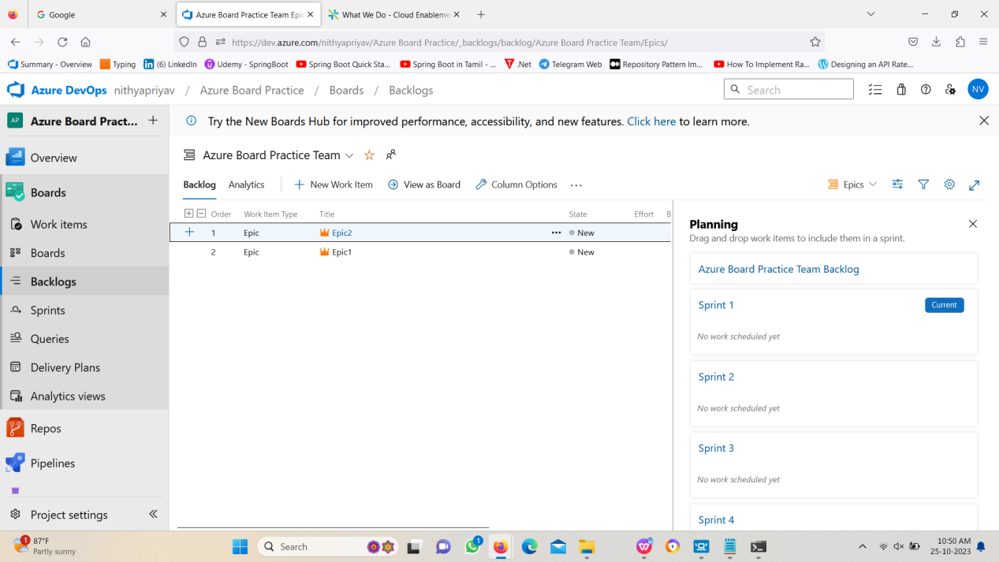 Google
Azure Board Practice Team Epic
What We Do - Cloud Enableme
https://dev.azure.com/nithyapriyav/Azure Board Practice/_backlogs/backlog/Azure Board Practice Team/Epics/
Summary - Overview
Typing
(6) LinkedIn
Udemy - SpringBoot
Spring Boot Quick Sta...
Spring Boot in Tamil - ...
.Net
Telegram Web
Repository Pattern Im...
How To Implement Ra...
Designing an API Rate...
Azure DevOps nithyapriyav / Azure Board Practice / Boards / Backlogs
Search
NV
AP Azure Board Pract...
Try the New Boards Hub for improved performance, accessibility, and new features. Click here to learn more.
Overview
Boards
Work items
Boards
Backlogs
Sprints
Queries
Delivery Plans
Analytics views
Repos
Pipelines
Project settings
Azure Board Practice Team
Backlog Analytics New Work Item View as Board Column Options
Epics
Order Work Item Type Title State Effort B
1 Epic Epic2 ••• New
2 Epic Epic1 New
Planning
Drag and drop work items to include them in a sprint.
Azure Board Practice Team Backlog
Sprint 1 Current
No work scheduled yet
Sprint 2
No work scheduled yet
Sprint 3
No work scheduled yet
Sprint 4
1
87°F
Partly sunny
Search
1
10:50 AM
25-10-2023